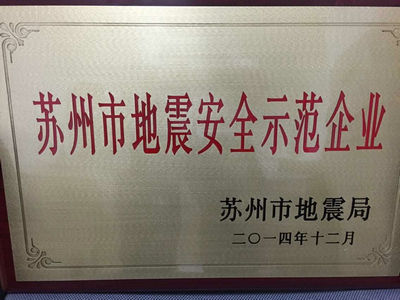 苏州市地震安全示范企业
苏州市地震局
二〇一四年十二月